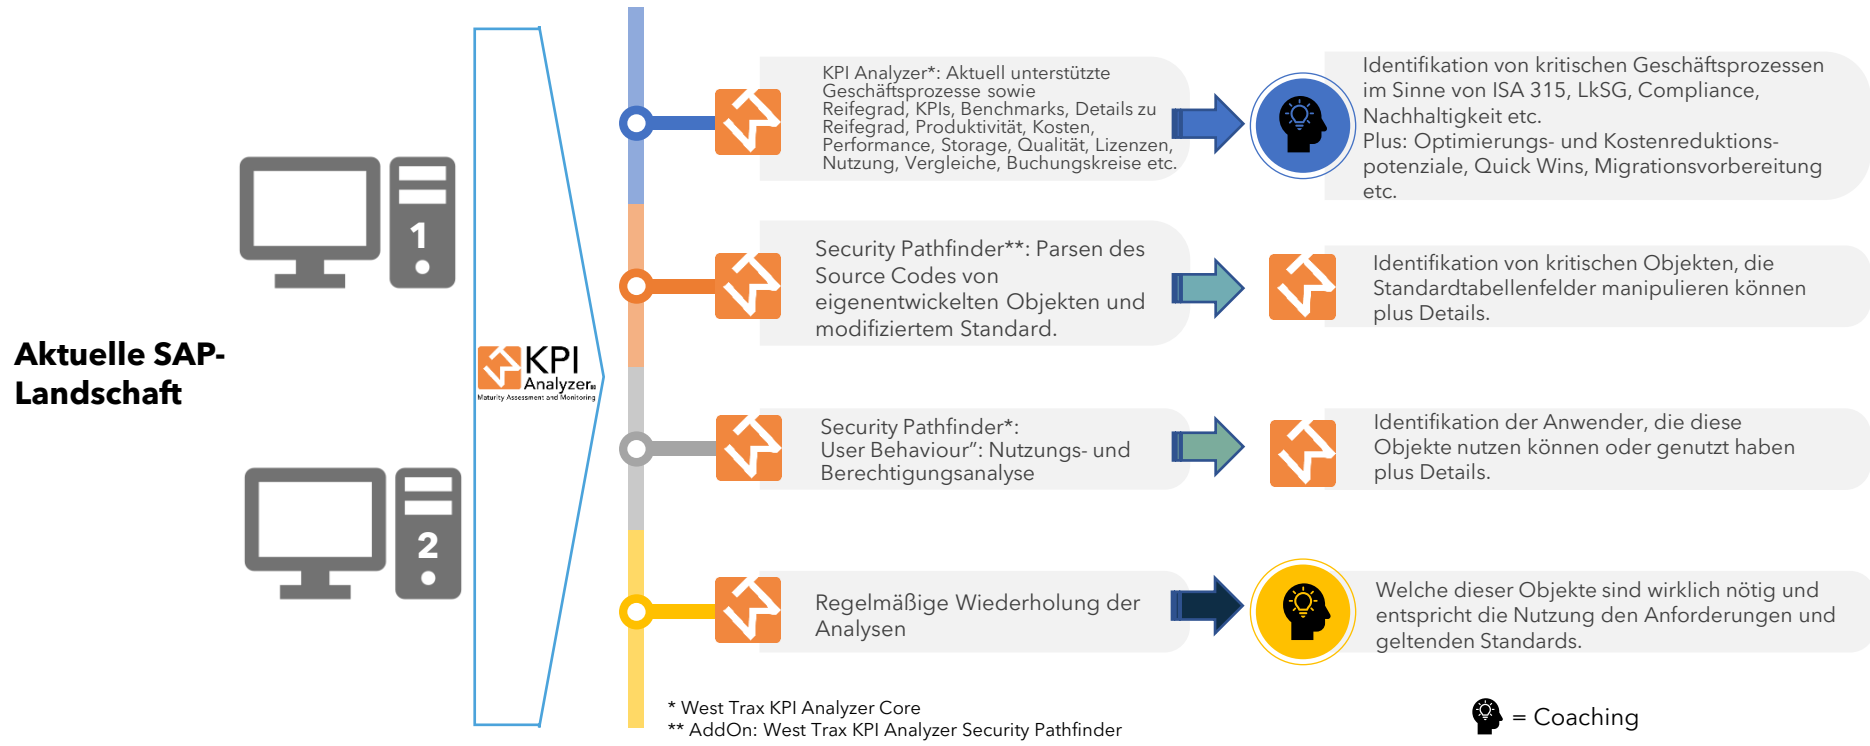 Aktuelle SAP-
Landschaft
1
2
KPI
Analyzer®
Maturity Assessment and Monitoring
KPI Analyzer*: Aktuell unterstützte
Geschäftsprozesse sowie
Reifegrad, KPIs, Benchmarks, Details zu
Reifegrad, Produktivität, Kosten,
Performance, Storage, Qualität, Lizenzen,
Nutzung, Vergleiche, Buchungskreise etc.
Identifikation von kritischen Geschäftsprozessen
im Sinne von ISA 315, LkSG, Compliance,
Nachhaltigkeit etc.
Plus: Optimierungs- und Kostenreduktions-
potenziale, Quick Wins, Migrationsvorbereitung
etc.
Security Pathfinder**: Parsen des
Source Codes von
eigenentwickelten Objekten und
modifiziertem Standard.
Identifikation von kritischen Objekten, die
Standardtabellenfelder manipulieren können
plus Details.
Security Pathfinder*:
User Behaviour”: Nutzungs- und
Berechtigungsanalyse
Identifikation der Anwender, die diese
Objekte nutzen können oder genutzt haben
plus Details.
Regelmäßige Wiederholung der
Analysen
Welche dieser Objekte sind wirklich nötig und
entspricht die Nutzung den Anforderungen und
geltenden Standards.
* West Trax KPI Analyzer Core
** AddOn: West Trax KPI Analyzer Security Pathfinder
= Coaching